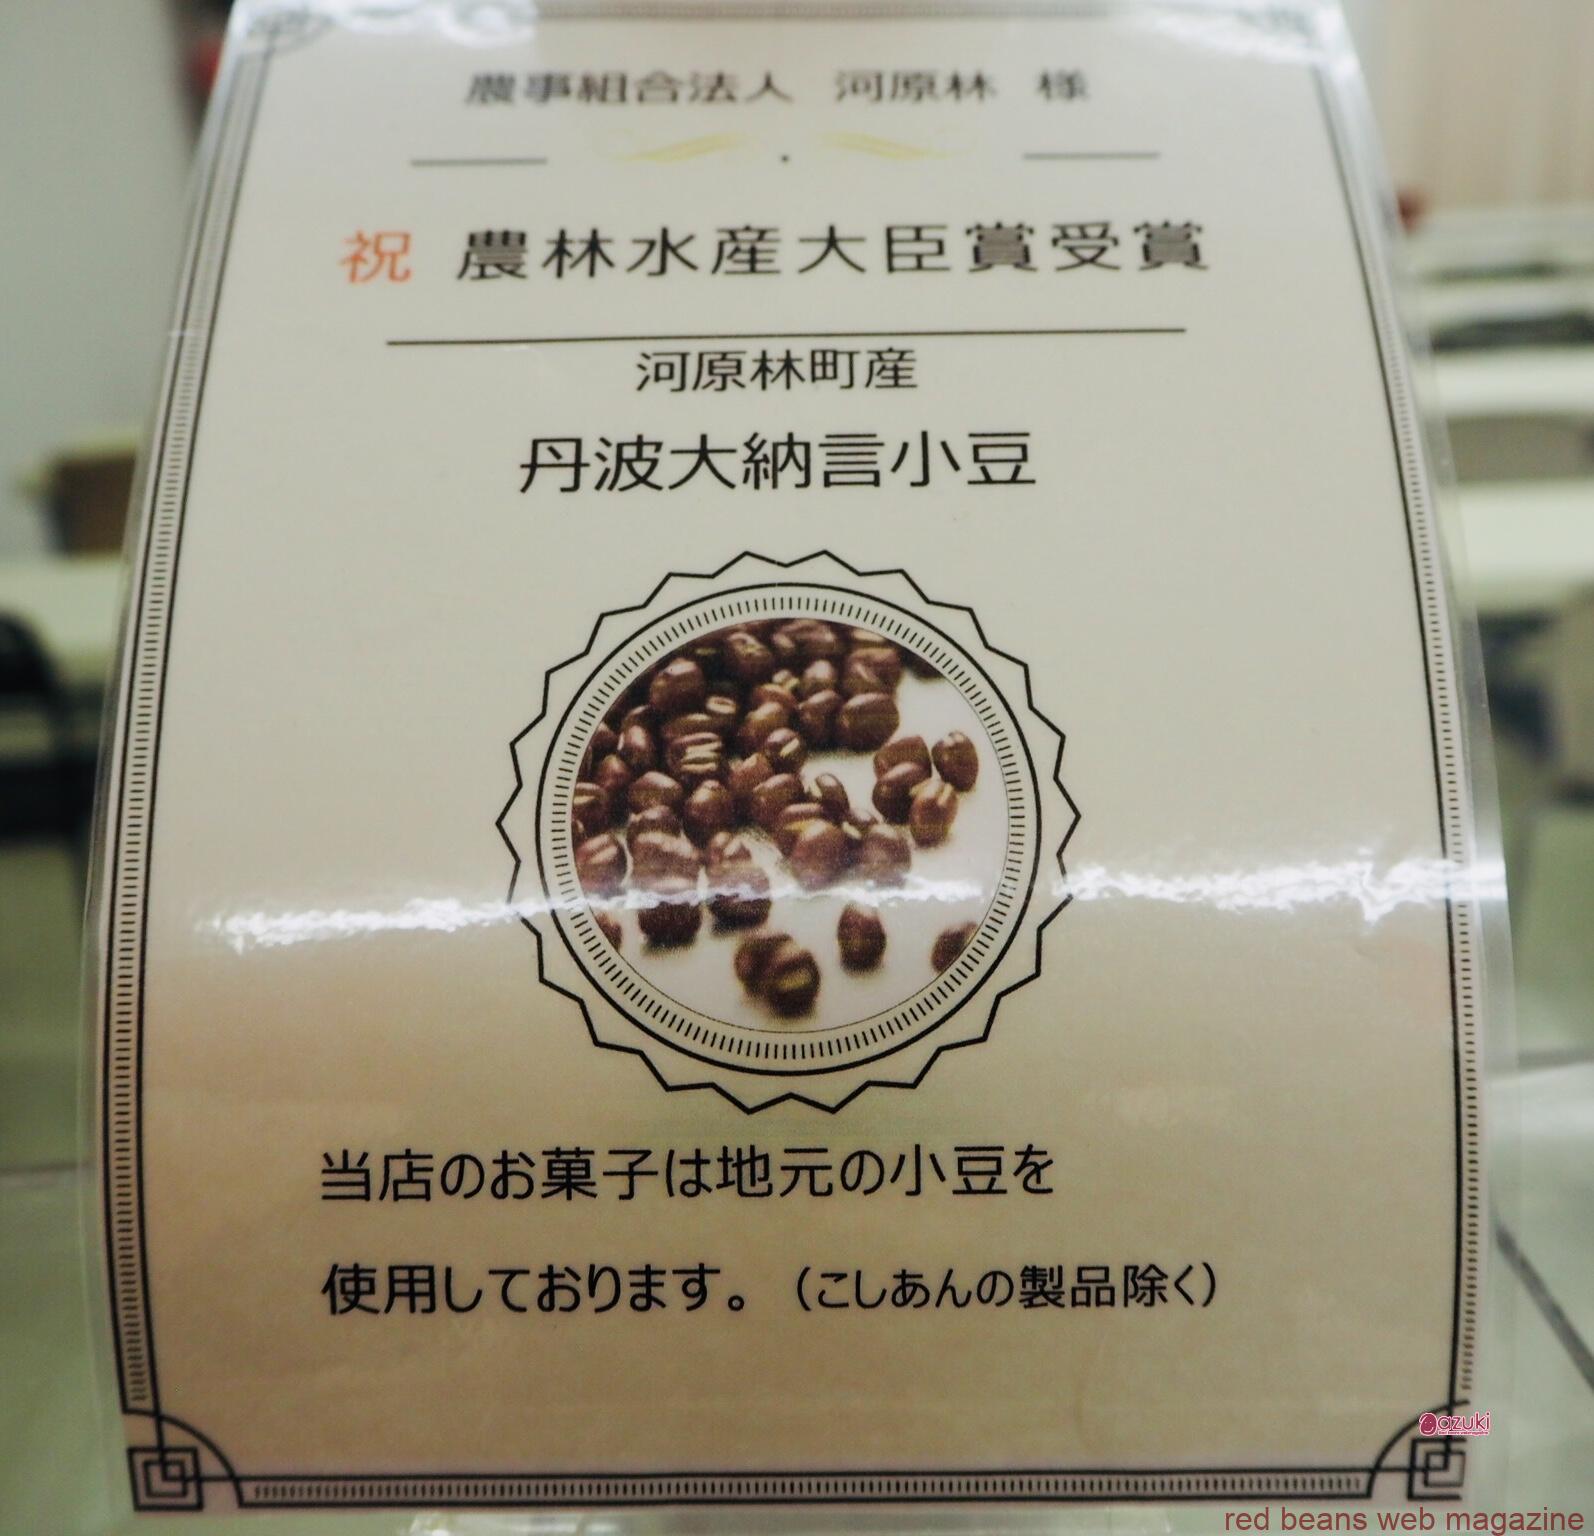 農事組合法人 河原林 様
祝 農林水産大臣賞受賞
河原林町産
丹波大納言小豆
当店のお菓子は地元の小豆を
使用しております。（こしあんの製品除く）
azuki
red beans web magazine